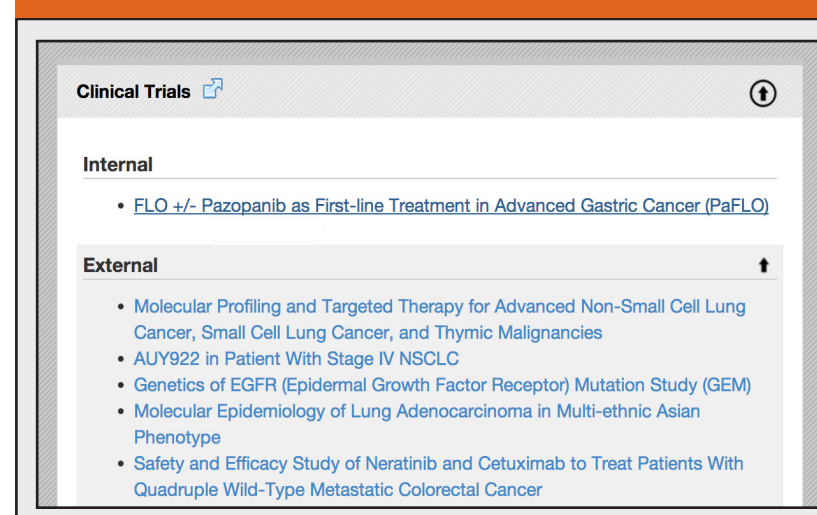 Clinical Trials
Internal
• FLO +/- Pazopanib as First-line Treatment in Advanced Gastric Cancer (PaFLO)
External
• Molecular Profiling and Targeted Therapy for Advanced Non-Small Cell Lung
Cancer, Small Cell Lung Cancer, and Thymic Malignancies
• AUY922 in Patient With Stage IV NSCLC
• Genetics of EGFR (Epidermal Growth Factor Receptor) Mutation Study (GEM)
• Molecular Epidemiology of Lung Adenocarcinoma in Multi-ethnic Asian
Phenotype
• Safety and Efficacy Study of Neratinib and Cetuximab to Treat Patients With
Quadruple Wild-Type Metastatic Colorectal Cancer